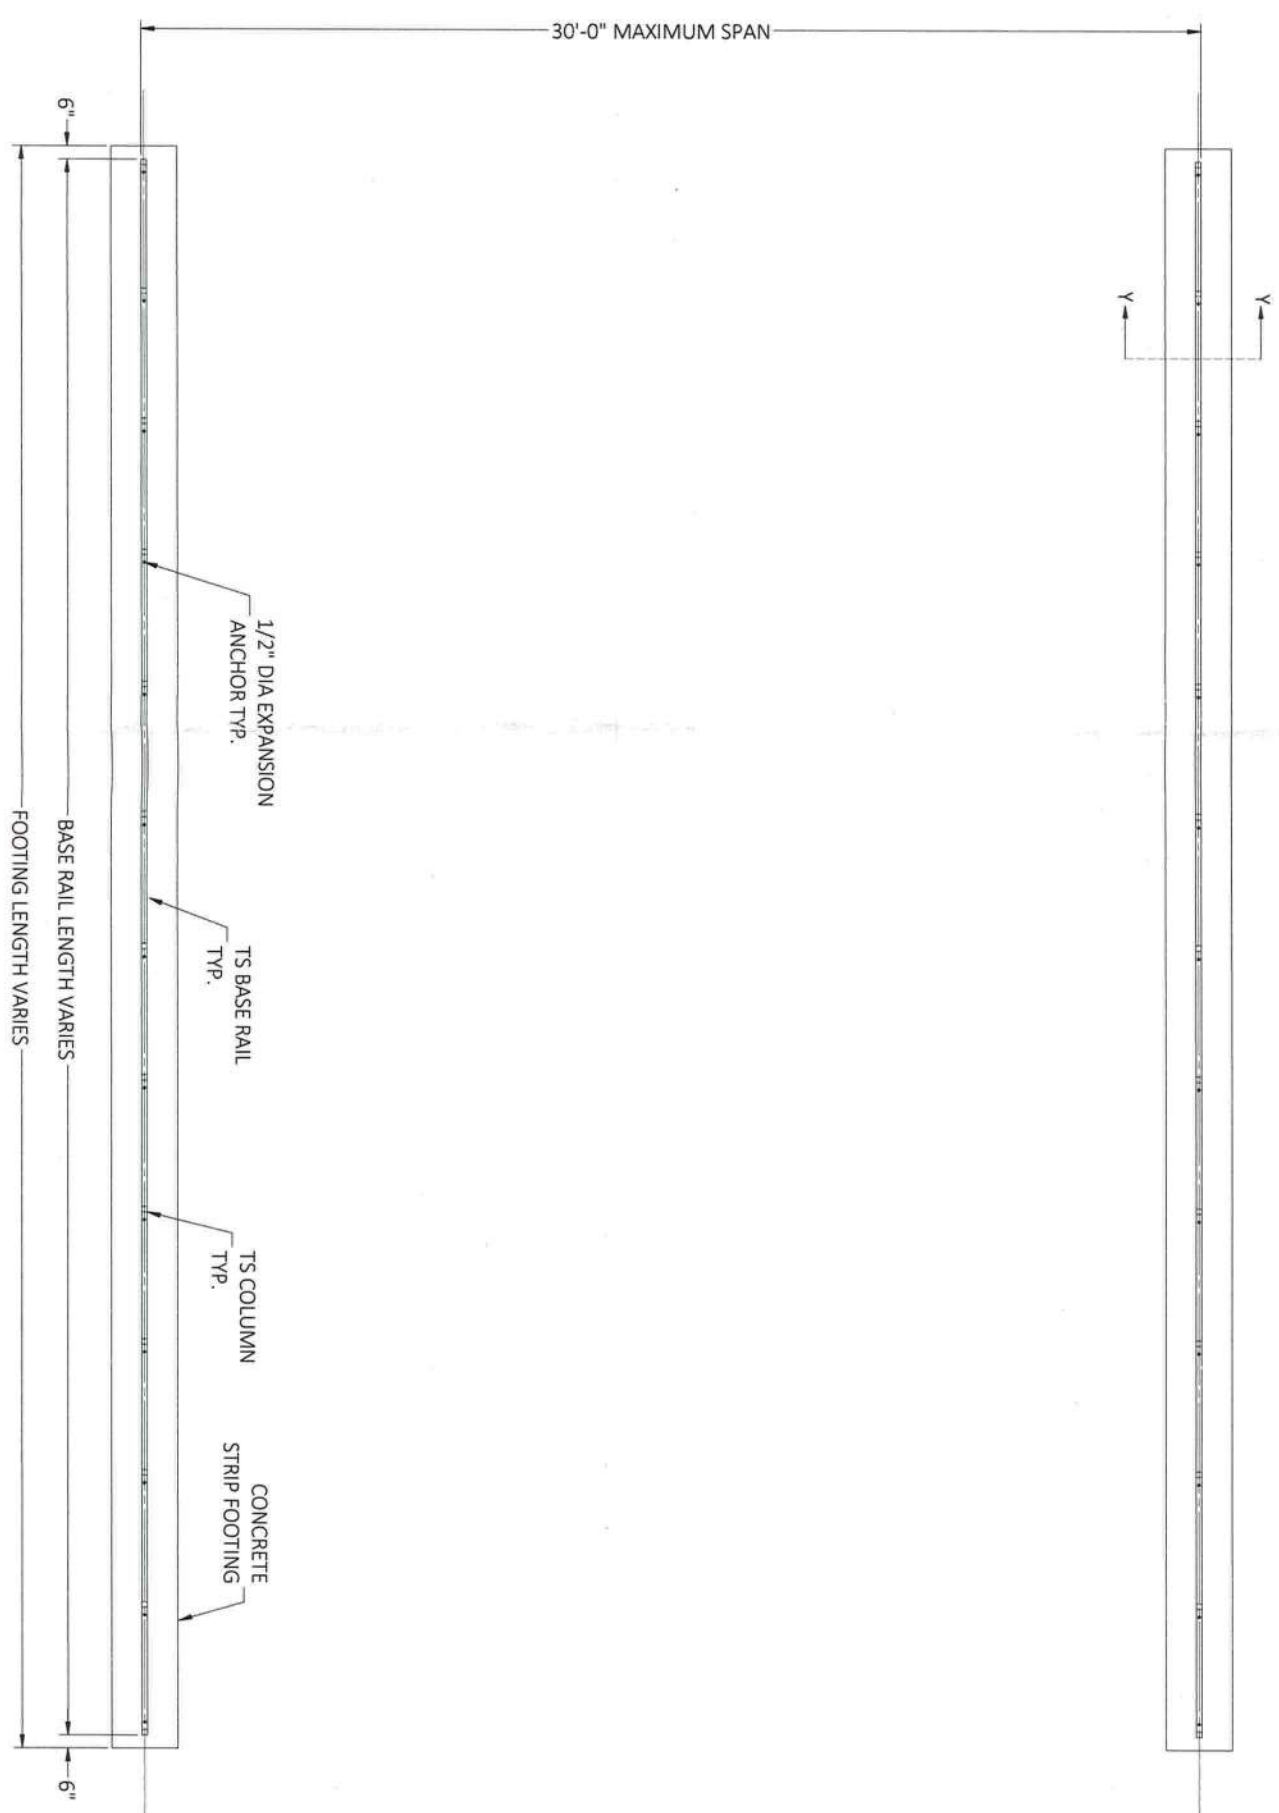 30'-0" MAXIMUM SPAN
6"
Y
Y
1/2" DIA EXPANSION
ANCHOR TYP.
TS BASE RAIL
TYP.
TS COLUMN
TYP.
CONCRETE
STRIP FOOTING
BASE RAIL LENGTH VARIES
FOOTING LENGTH VARIES
6"